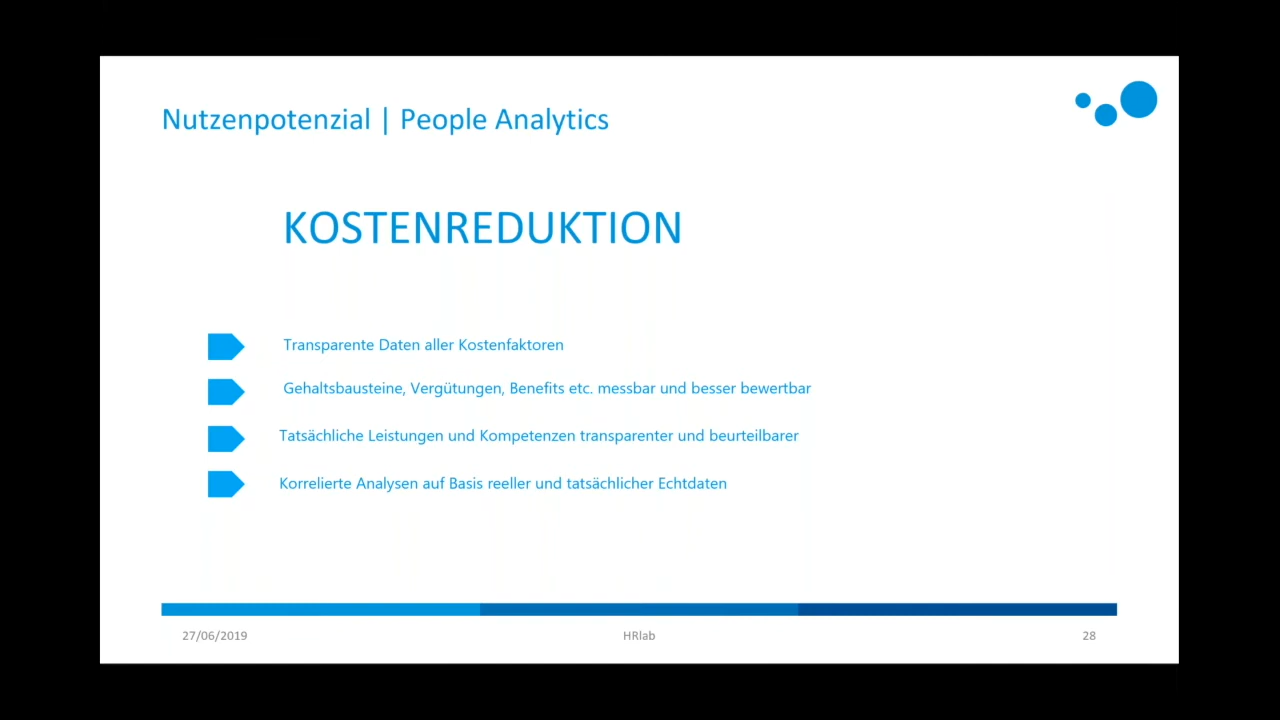 Nutzenpotenzial | People Analytics
KOSTENREDUKTION
Transparente Daten aller Kostenfaktoren
Gehaltsbausteine, Vergütungen, Benefits etc. messbar und besser bewertbar
Tatsächliche Leistungen und Kompetenzen transparenter und beurteilbarer
Korrelierte Analysen auf Basis reeller und tatsächlicher Echtdaten
27/06/2019
HRlab
28